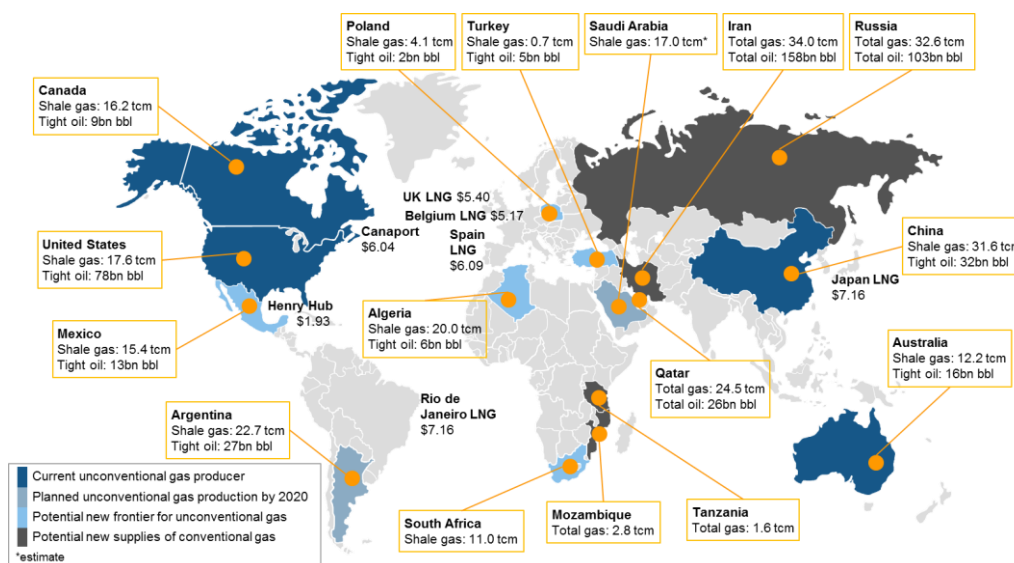 Poland
Shale gas: 4.1 tcm
Tight oil: 2bn bbl
Turkey
Shale gas: 0.7 tcm
Tight oil: 5bn bbl
Saudi Arabia
Shale gas: 17.0 tcm*
Iran
Total gas: 34.0 tcm
Total oil: 158bn bbl
Russia
Total gas: 32.6 tcm
Total oil: 103bn bbl
Canada
Shale gas: 16.2 tcm
Tight oil: 9bn bbl
UK LNG $5.40
Belgium LNG $5.17
Canaport
$6.04
Spain
LNG
$6.09
United States
Shale gas: 17.6 tcm
Tight oil: 78bn bbl
China
Shale gas: 31.6 tcm
Tight oil: 32bn bbl
Japan LNG
$7.16
Henry Hub
$1.93
Algeria
Shale gas: 20.0 tcm
Tight oil: 6bn bbl
Mexico
Shale gas: 15.4 tcm
Tight oil: 13bn bbl
Australia
Shale gas: 12.2 tcm
Tight oil: 16bn bbl
Qatar
Total gas: 24.5 tcm
Total oil: 26bn bbl
Rio de
Janeiro LNG
$7.16
Argentina
Shale gas: 22.7 tcm
Tight oil: 27bn bbl
South Africa
Shale gas: 11.0 tcm
Mozambique
Total gas: 2.8 tcm
Tanzania
Total gas: 1.6 tcm
Current unconventional gas producer
Planned unconventional gas production by 2020
Potential new frontier for unconventional gas
Potential new supplies of conventional gas
*estimate